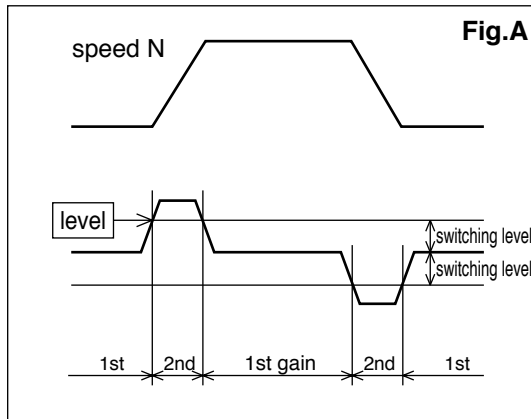 Fig.A
speed N
level
switching level
switching level
1st 2nd 1st gain 2nd 1st